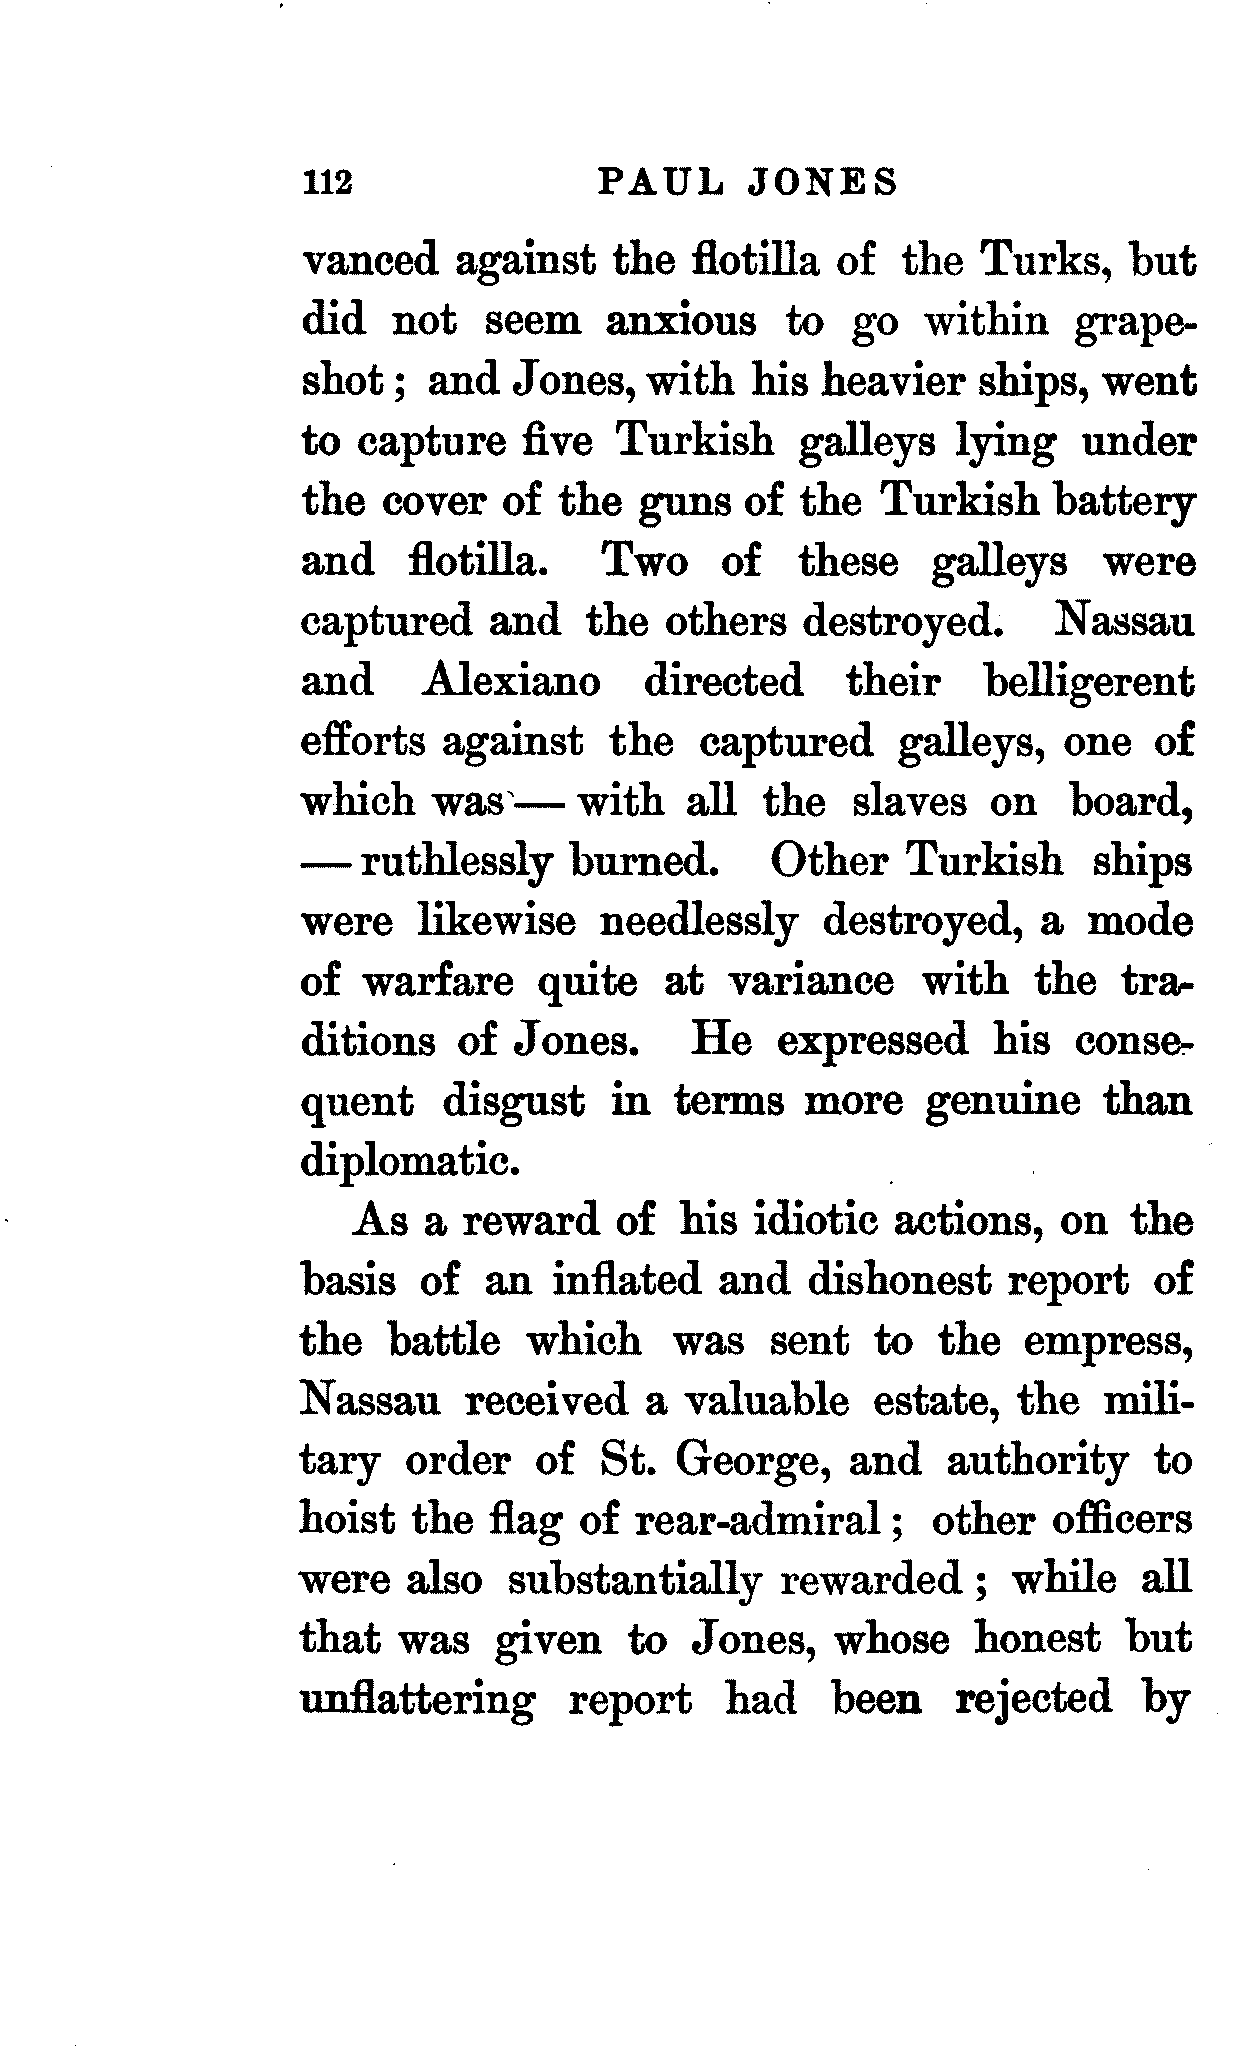 112 PAUL JONES
vanced against the flotilla of the Turks, but
did not seem anxious to go within grape-
shot; and Jones, with his heavier ships, went
to capture five Turkish galleys lying under
the cover of the guns of the Turkish battery
and flotilla. Two of these galleys were
captured and the others destroyed. Nassau
and Alexiano directed their belligerent
efforts against the captured galleys, one of
which was — with all the slaves on board,
— ruthlessly burned. Other Turkish ships
were likewise needlessly destroyed, a mode
of warfare quite at variance with the tra-
ditions of Jones. He expressed his conse-
quent disgust in terms more genuine than
diplomatic.
As a reward of his idiotic actions, on the
basis of an inflated and dishonest report of
the battle which was sent to the empress,
Nassau received a valuable estate, the mili-
tary order of St. George, and authority to
hoist the flag of rear-admiral; other officers
were also substantially rewarded; while all
that was given to Jones, whose honest but
unflattering report had been rejected by